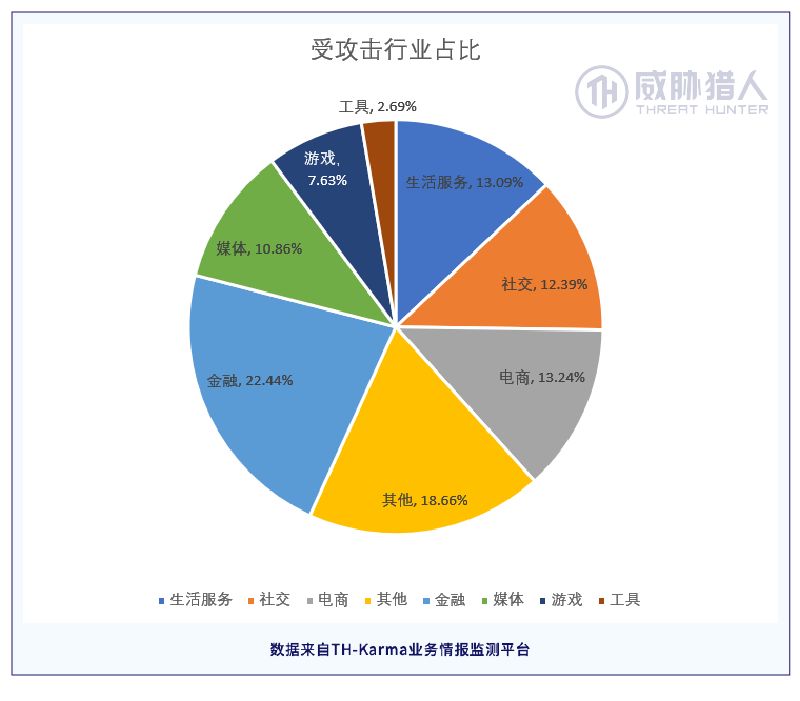 受攻击行业占比
TH 威胁猎人
THREAT HUNTER
工具, 2.69%
游戏,
7.63%
生活服务, 13.09%
媒体, 10.86%
社交, 12.39%
金融, 22.44%
电商, 13.24%
其他, 18.66%
生活服务 社交 电商 其他 金融 媒体 游戏 工具
数据来自TH-Karma业务情报监测平台